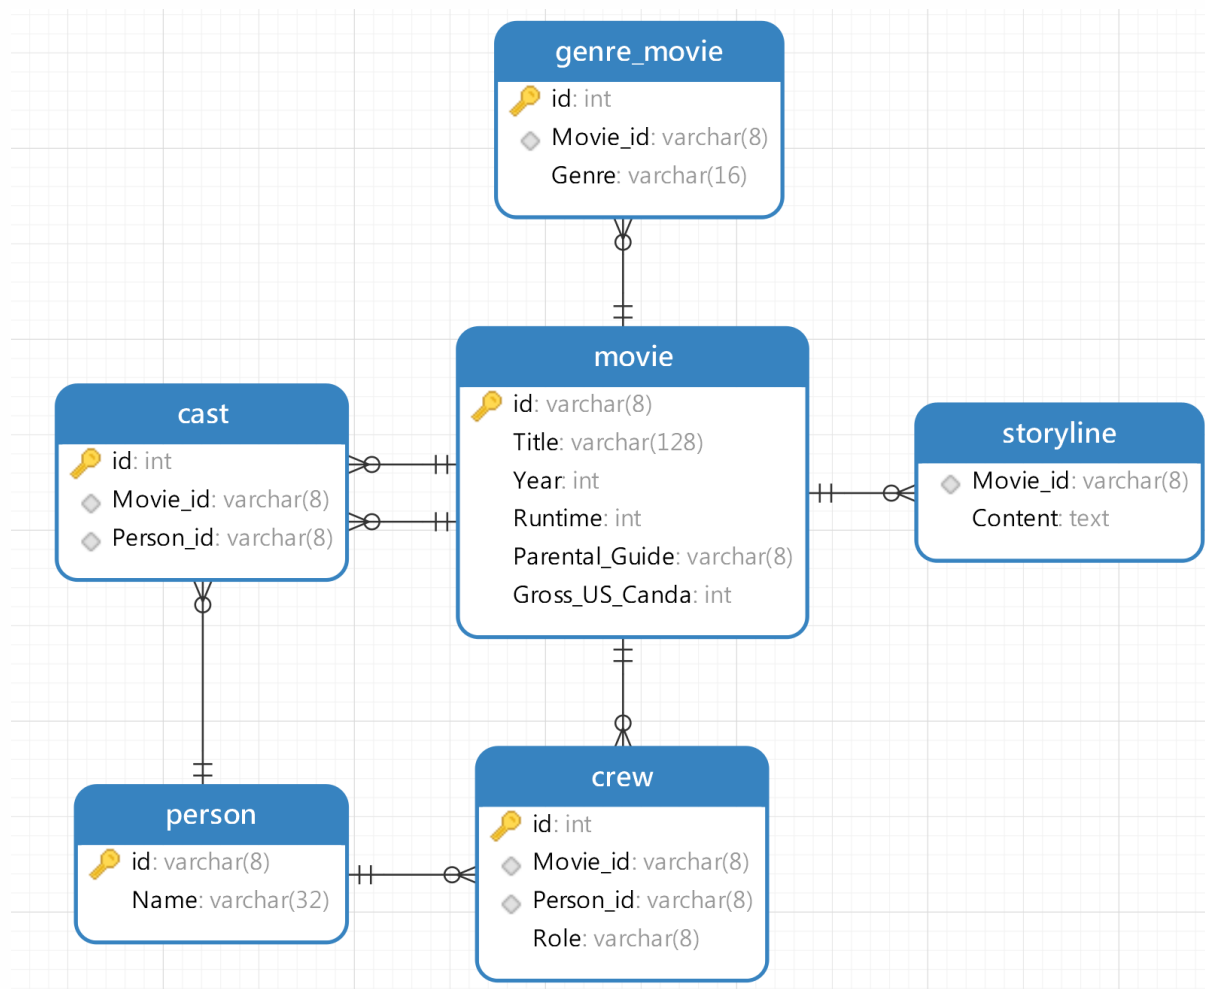 genre_movie
id: int
Movie_id: varchar(8)
Genre: varchar(16)
movie
id: varchar(8)
Title: varchar(128)
Year: int
Runtime: int
Parental_Guide: varchar(8)
Gross_US_Canda: int
cast
id: int
Movie_id: varchar(8)
Person_id: varchar(8)
storyline
Movie_id: varchar(8)
Content: text
person
id: varchar(8)
Name: varchar(32)
crew
id: int
Movie_id: varchar(8)
Person_id: varchar(8)
Role: varchar(8)